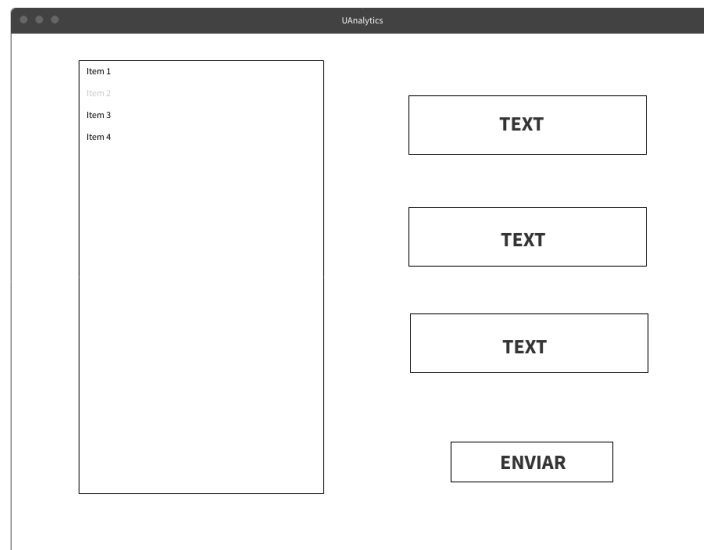 UAnalytics
Item 1
Item 2
Item 3
Item 4
TEXT
TEXT
TEXT
ENVIAR